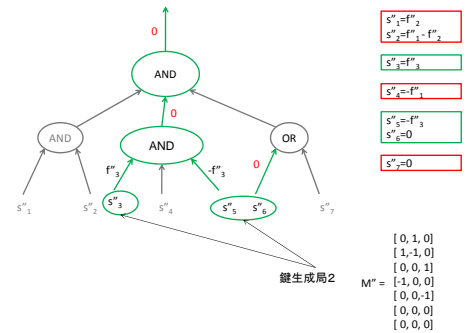 0
AND
0
AND
AND
OR
f″₃
-f″₃
0
s″₁
s″₂
s″₃
s″₄
s″₅
s″₆
s″₇
鍵生成局2
s″₁=f″₂
s″₂=f″₁ - f″₂
s″₃=f″₃
s″₄=-f″₁
s″₅=-f″₃
s″₆=0
s″₇=0
M″ =
[ 0, 1, 0]
[ 1,-1, 0]
[ 0, 0, 1]
[-1, 0, 0]
[ 0, 0,-1]
[ 0, 0, 0]
[ 0, 0, 0]